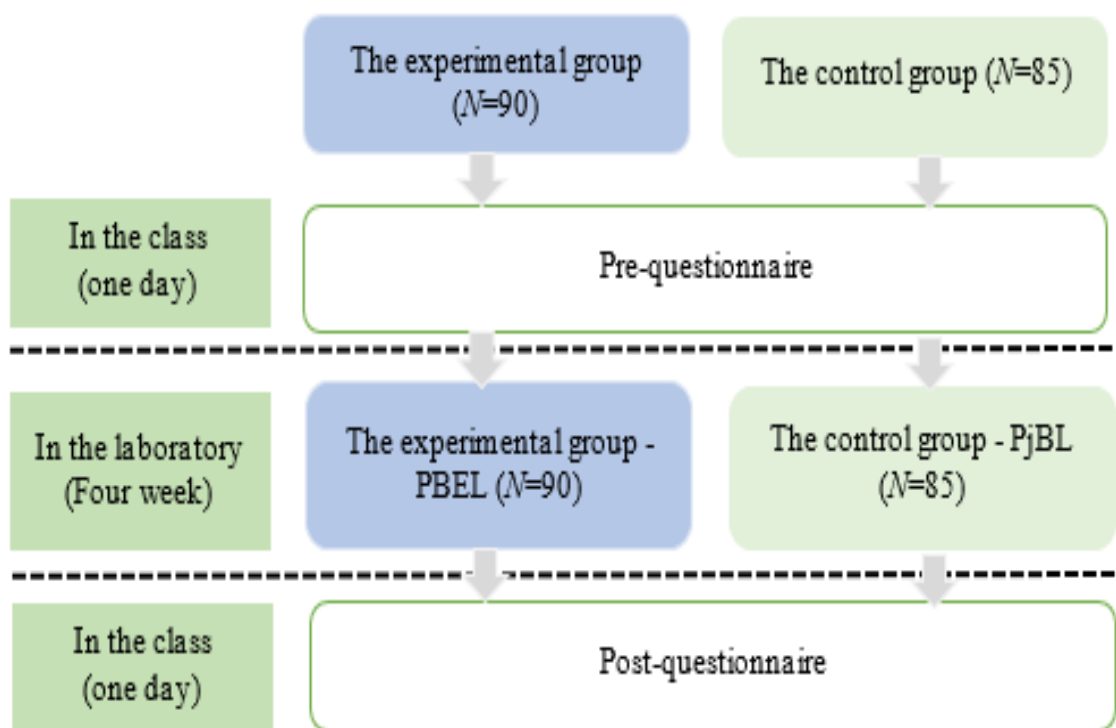 The experimental group
(N=90)
The control group (N=85)
In the class
(one day)
Pre-questionnaire
In the laboratory
(Four week)
The experimental group -
PBEL (N=90)
The control group - PjBL
(N=85)
In the class
(one day)
Post-questionnaire